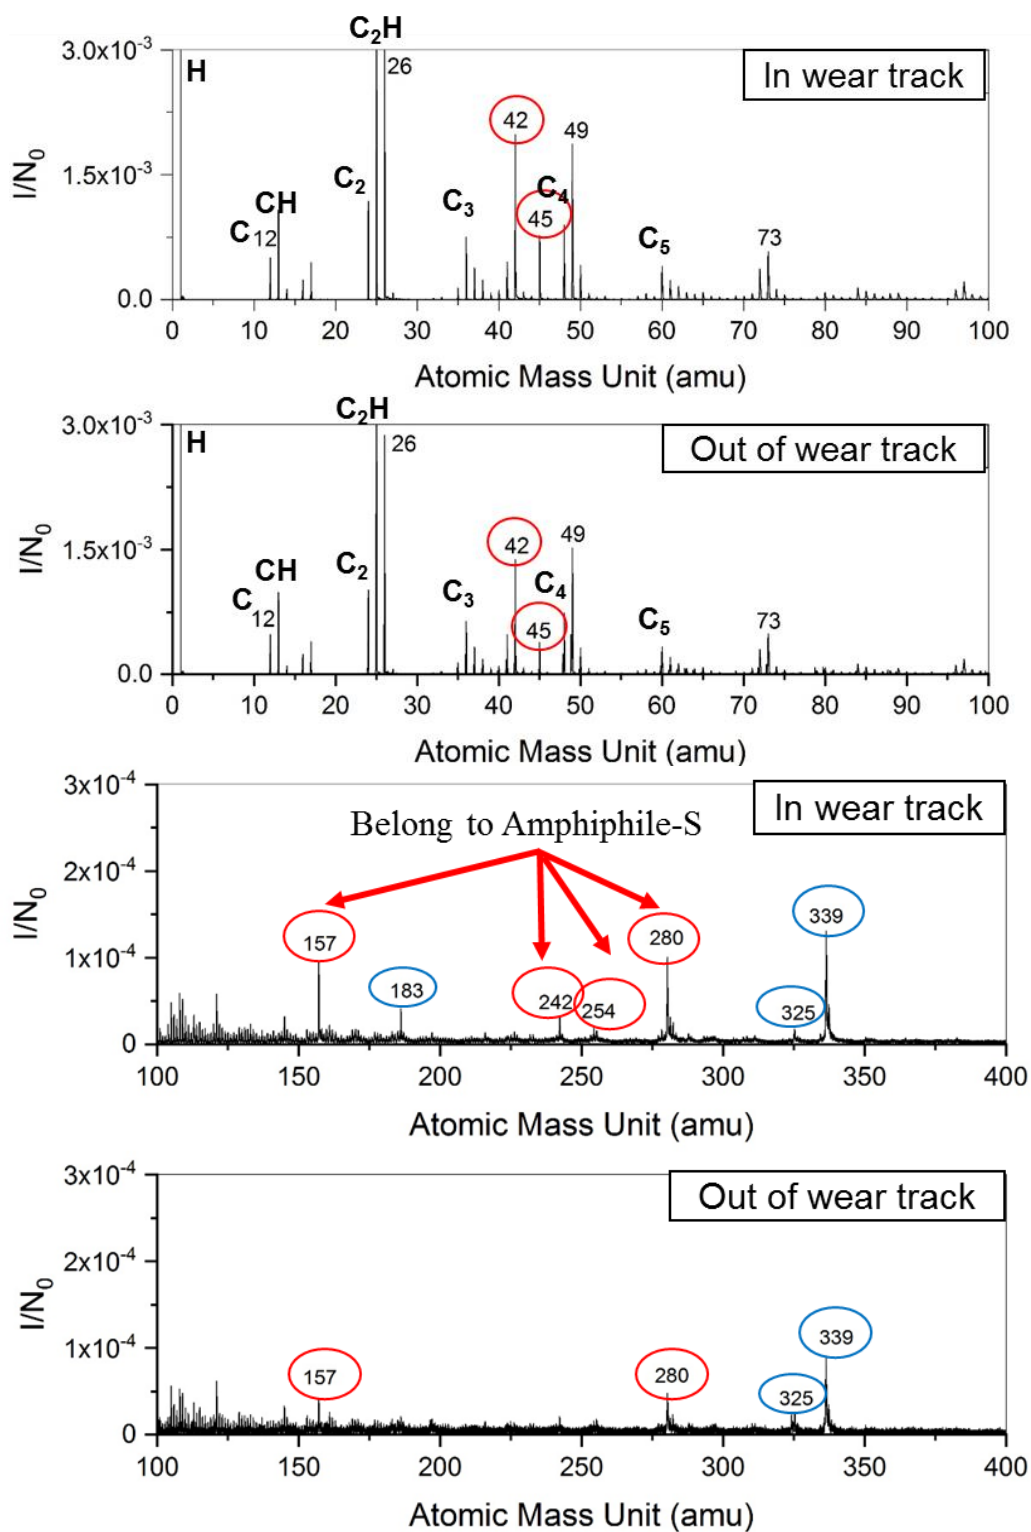 C₂H
3.0x10⁻³
H
26
In wear track
42
49
I/N₀
1.5x10⁻³
C₂
C₄
C₃
CH
45
C₁₂
C₅
73
0.0
0 10 20 30 40 50 60 70 80 90 100
Atomic Mass Unit (amu)
C₂H
3.0x10⁻³
H
26
Out of wear track
I/N₀
1.5x10⁻³
42
49
C₂
CH
C₃
C₄
C₁₂
45
C₅
73
0.0
0 10 20 30 40 50 60 70 80 90 100
Atomic Mass Unit (amu)
3x10⁻⁴
In wear track
Belong to Amphiphile-S
2x10⁻⁴
I/N₀
339
157
280
1x10⁻⁴
183
242
254
325
0
100 150 200 250 300 350 400
Atomic Mass Unit (amu)
3x10⁻⁴
Out of wear track
2x10⁻⁴
I/N₀
1x10⁻⁴
339
157
280
325
0
100 150 200 250 300 350 400
Atomic Mass Unit (amu)